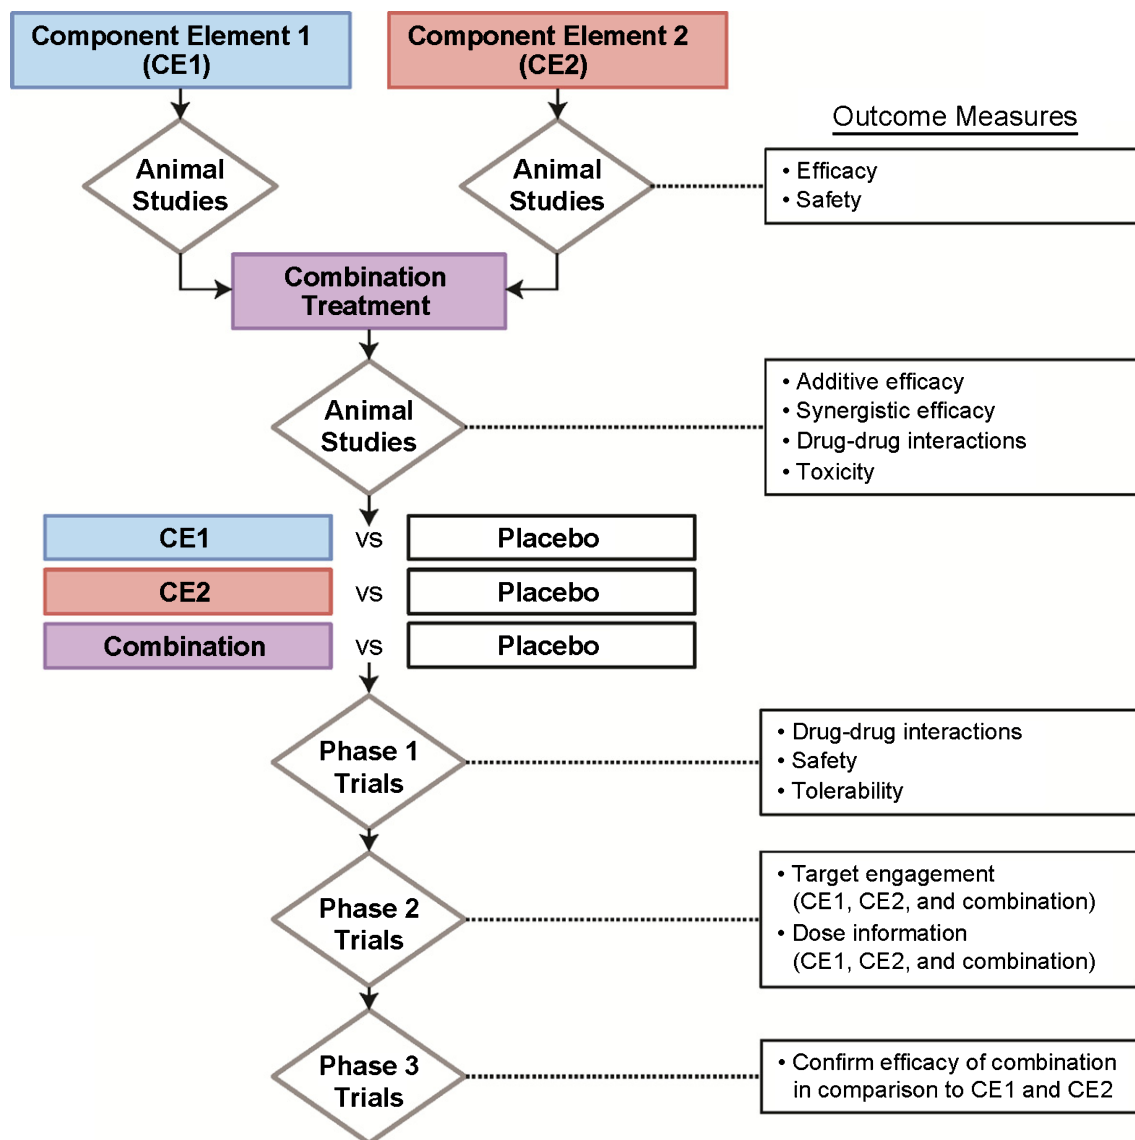 Component Element 1
(CE1)
Component Element 2
(CE2)
Outcome Measures
Animal
Studies
Animal
Studies
• Efficacy
• Safety
Combination
Treatment
Animal
Studies
• Additive efficacy
• Synergistic efficacy
• Drug-drug interactions
• Toxicity
CE1 vs Placebo
CE2 vs Placebo
Combination vs Placebo
Phase 1
Trials
• Drug-drug interactions
• Safety
• Tolerability
Phase 2
Trials
• Target engagement
(CE1, CE2, and combination)
• Dose information
(CE1, CE2, and combination)
Phase 3
Trials
• Confirm efficacy of combination
in comparison to CE1 and CE2